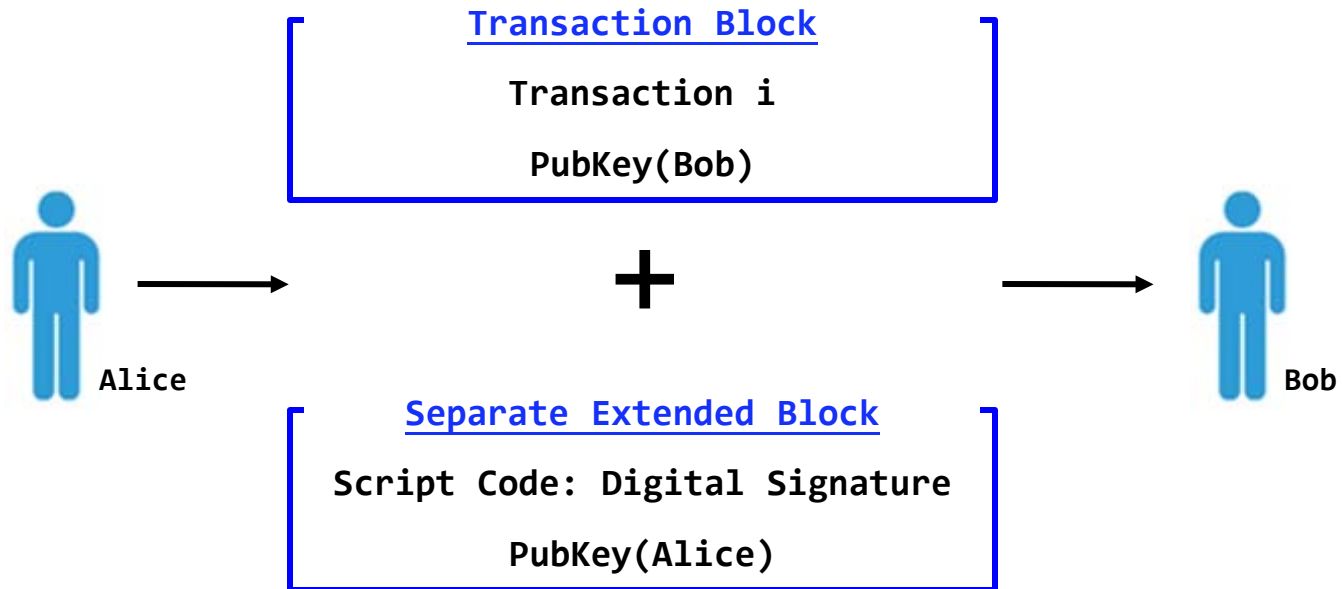 Transaction Block
Transaction i
PubKey(Bob)
+
Alice
Bob
Separate Extended Block
Script Code: Digital Signature
PubKey(Alice)